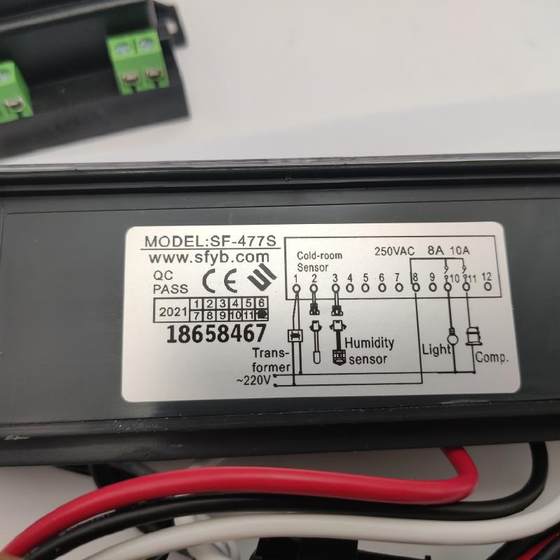 MODEL:SF-477S
www.sfyb.com
QC
PASS
CE
2021 1 2 3 4 5 6
7 8 9 10 11
18658467
Cold-room
Sensor
250VAC 8A 10A
1 2 3 4 5 6 7 8 9 10 11 12
Trans-
former
~220V
Humidity
sensor
Light
Comp.